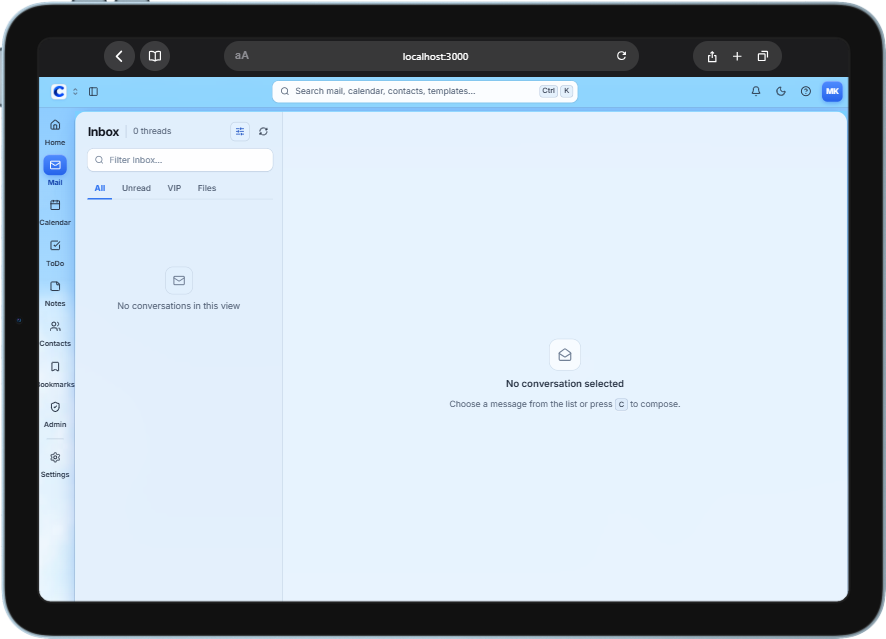 aA
localhost:3000
C
Search mail, calendar, contacts, templates...
Ctrl K
MK
Home
Mail
Calendar
ToDo
Notes
Contacts
ookmarks
Admin
Settings
Inbox
0 threads
Filter Inbox...
All Unread VIP Files
No conversations in this view
No conversation selected
Choose a message from the list or press C to compose.